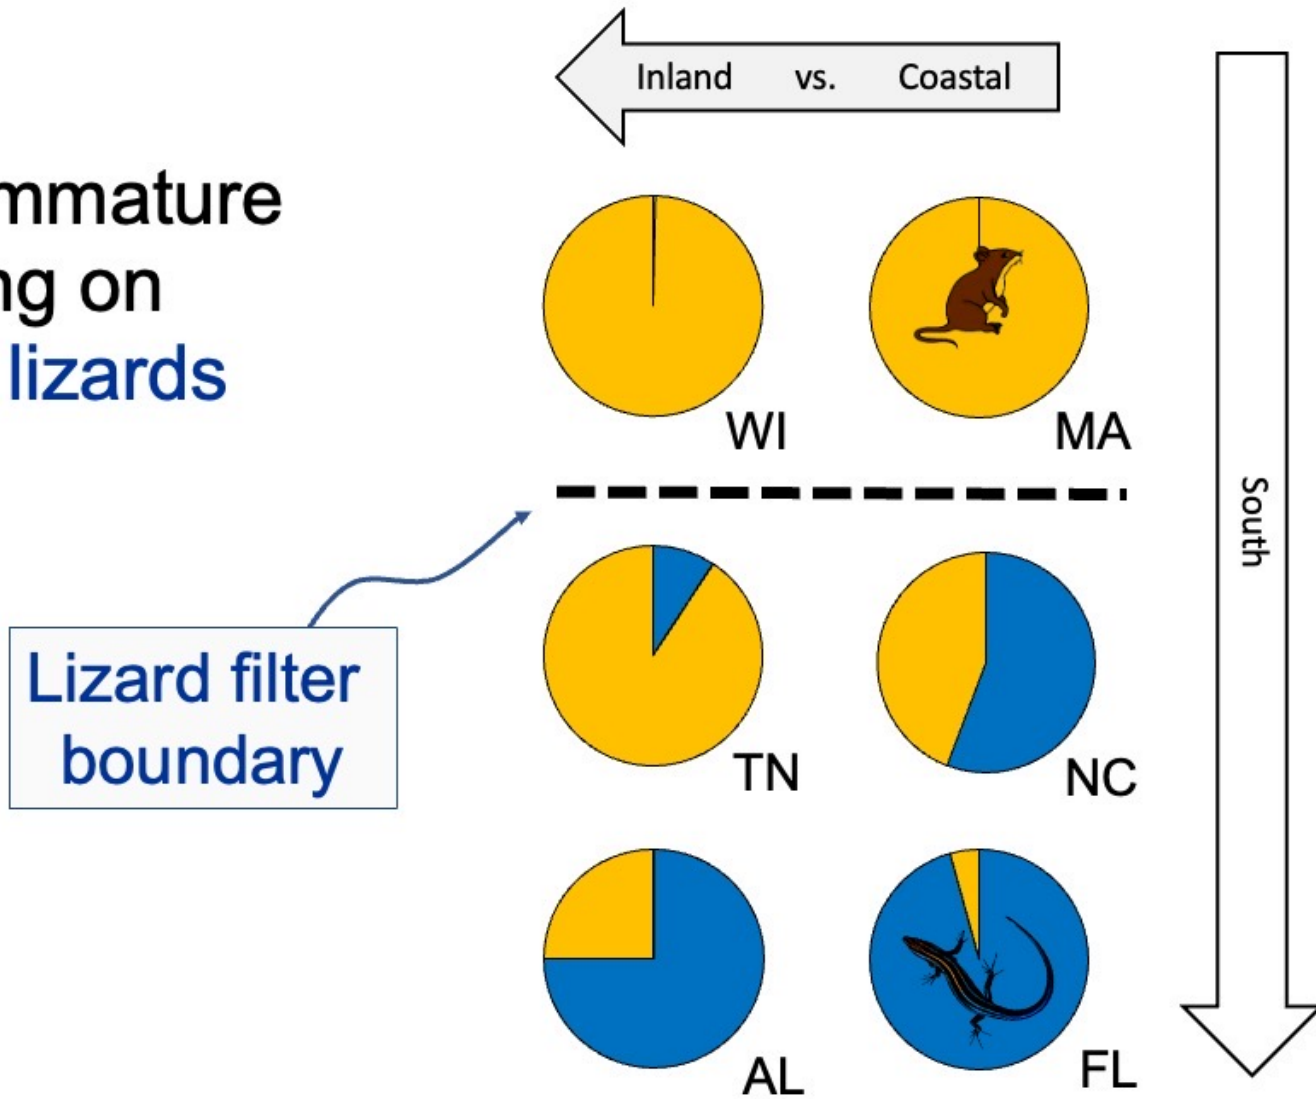 Inland vs. Coastal
mmature
ng on
lizards
WI
MA
South
Lizard filter
boundary
TN
NC
AL
FL